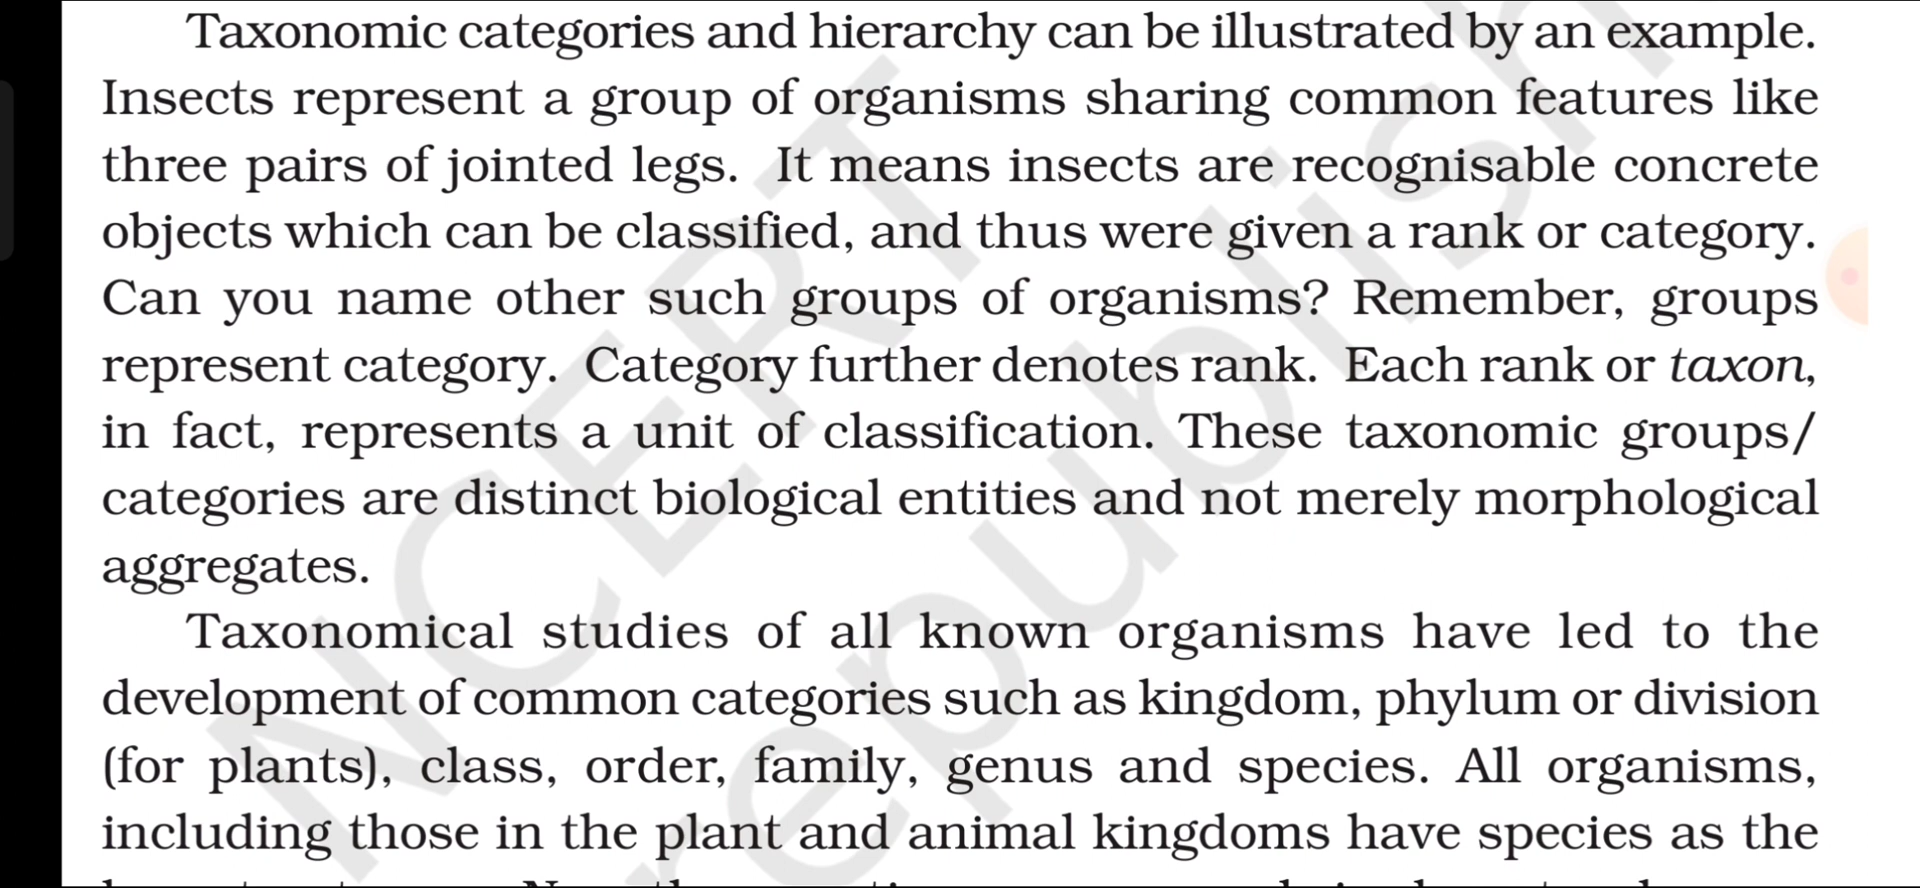 Taxonomic categories and hierarchy can be illustrated by an example.
Insects represent a group of organisms sharing common features like
three pairs of jointed legs. It means insects are recognisable concrete
objects which can be classified, and thus were given a rank or category.
Can you name other such groups of organisms? Remember, groups
represent category. Category further denotes rank. Each rank or taxon,
in fact, represents a unit of classification. These taxonomic groups/
categories are distinct biological entities and not merely morphological
aggregates.
Taxonomical studies of all known organisms have led to the
development of common categories such as kingdom, phylum or division
(for plants), class, order, family, genus and species. All organisms,
including those in the plant and animal kingdoms have species as the
NCERT
republish